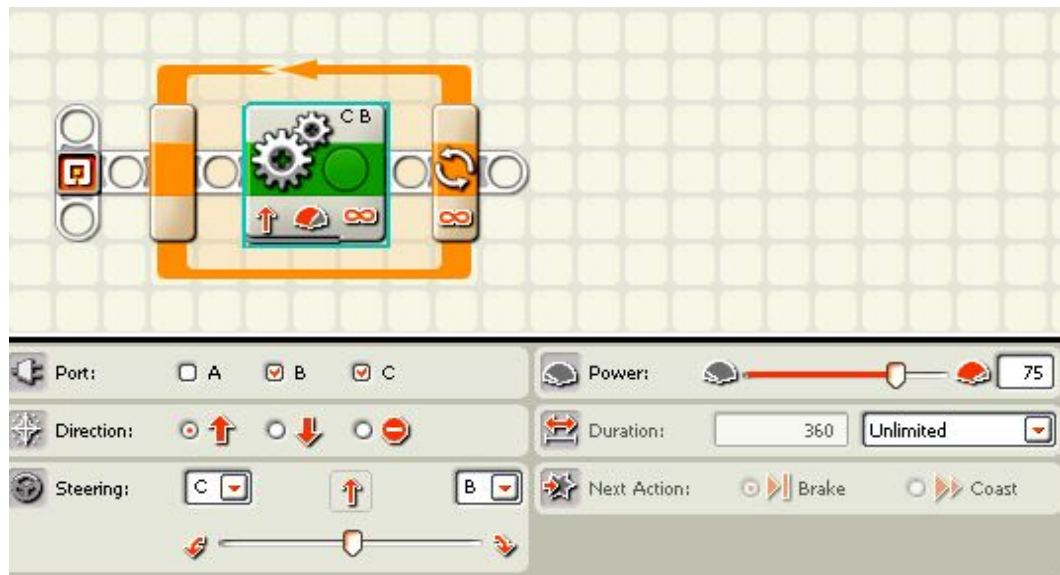 C B
Port: A B C
Power: 75
Direction:
Duration: 360 Unlimited
Steering: C B
Next Action: Brake Coast